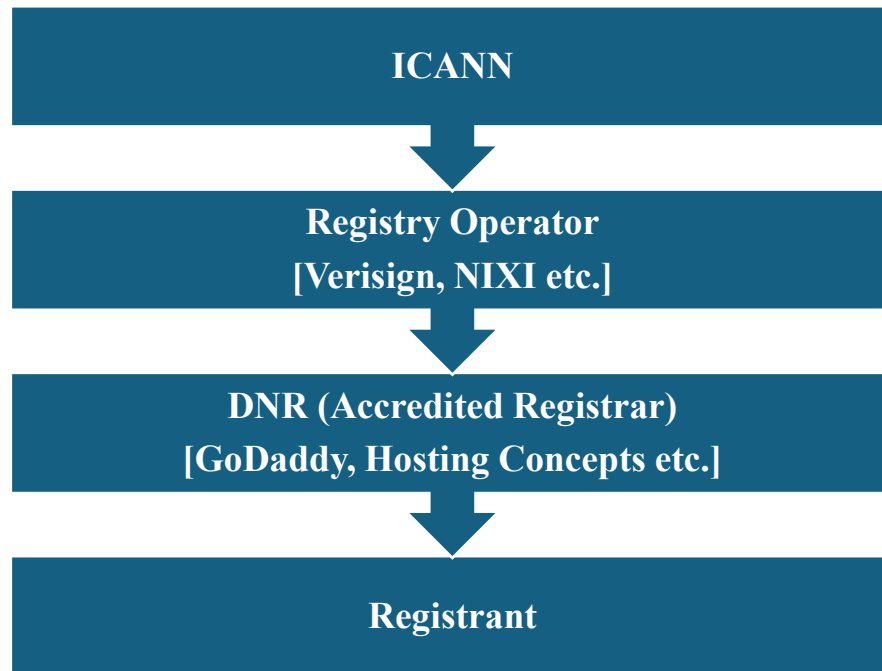 ICANN
Registry Operator
[Verisign, NIXI etc.]
DNR (Accredited Registrar)
[GoDaddy, Hosting Concepts etc.]
Registrant